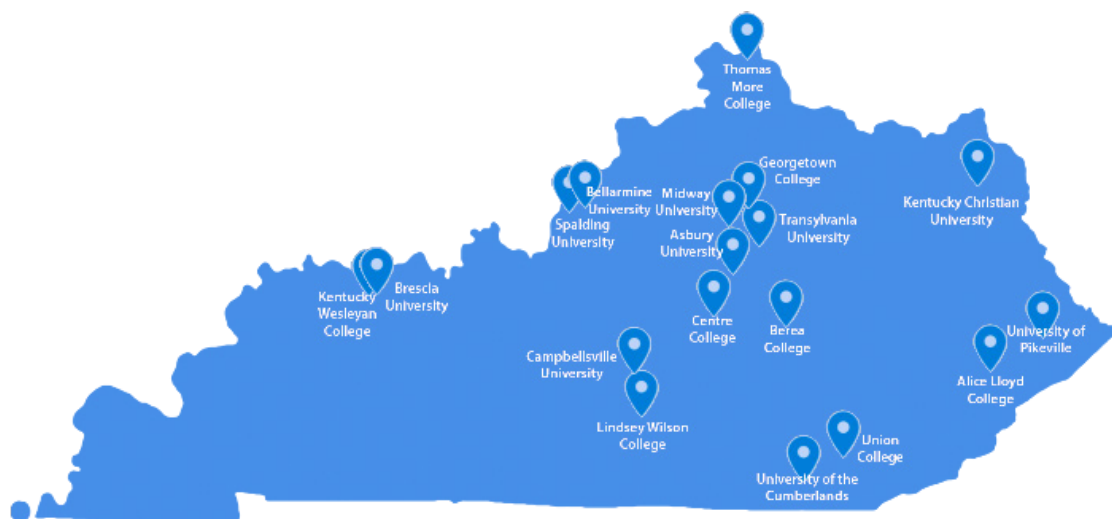 Thomas
More
College
Georgetown
College
Bellarmine
University
Midway
University
Kentucky Christian
University
Spalding
University
Transylvania
University
Asbury
University
Brescia
University
Kentucky
Wesleyan
College
Centre
College
Berea
College
University of
Pikeville
Campbellsville
University
Alice Lloyd
College
Lindsey Wilson
College
Union
College
University of the
Cumberlands